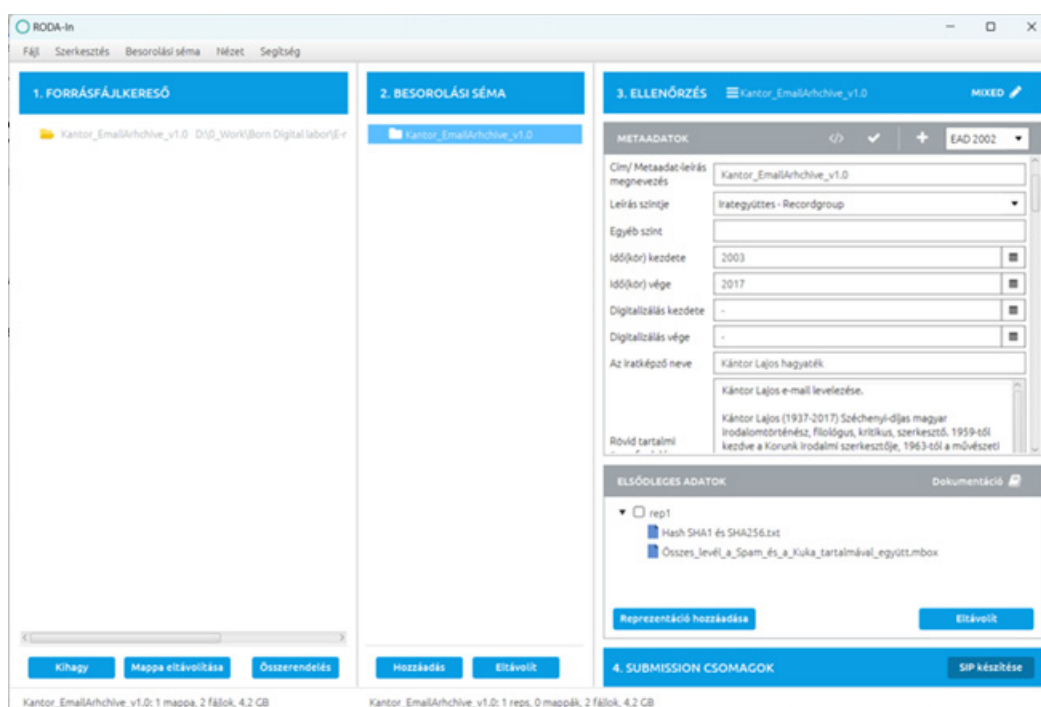 RODA-In
Fájl Szerkesztés Besorolási séma Nézet Segítség
1. FORRÁSFÁJLKERESŐ
Kantor_EmailArhchive_v1.0 D:\0_Work\Born Digital labor\E-r
Kihagy Mappa eltávolítása Összerendelés
Kantor_EmailArhchive_v1.0: 1 mappa, 2 fájlok, 4.2 GB
2. BESOROLÁSI SÉMA
Kantor_EmailArhchive_v1.0
Hozzáadás Eltávolít
Kantor_EmailArhchive_v1.0: 1 reps, 0 mappák, 2 fájlok, 4.2 GB
3. ELLENŐRZÉS Kantor_EmailArhchive_v1.0 MIXED
METAADATOK </> + EAD 2002
Cím/ Metaadat-leírás
megnevezés
Kantor_EmailArhchive_v1.0
Leírás szintje Irategyüttes - Recordgroup
Egyéb szint
Idő(kör) kezdete 2003
Idő(kör) vége 2017
Digitalizálás kezdete -
Digitalizálás vége -
Az iratképző neve Kántor Lajos hagyaték
Rövid tartalmi
Kántor Lajos e-mail levelezése.
Kántor Lajos (1937-2017) Széchenyi-díjas magyar
irodalomtörténész, filológus, kritikus, szerkesztő. 1959-től
kezdve a Korunk irodalmi szerkesztője, 1963-tól a művészeti
ELSŐDLEGES ADATOK Dokumentáció
rep1
Hash SHA1 és SHA256.txt
Összes_levél_a_Spam_és_a_Kuka_tartalmával_együtt.mbox
Reprezentáció hozzáadása Eltávolít
4. SUBMISSION CSOMAGOK SIP készítése